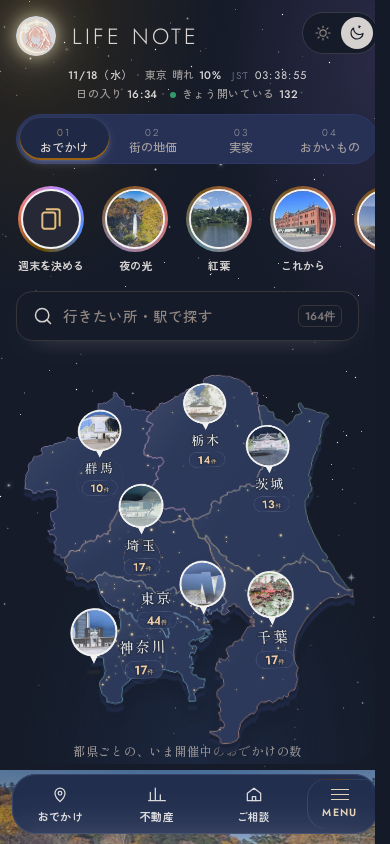 LIFE NOTE
11/18（水）・東京 晴れ 10% JST 03:38:55
日の入り 16:34・きょう開いている 132
01 02 03 04
おでかけ 街の地価 実家 おかいもの
週末を決める 夜の光 紅葉 これから
行きたい所・駅で探す 164件
栃木
14件
群馬
10件
茨城
13件
埼玉
17件
東京
44件
千葉
17件
神奈川
17件
都県ごとの、いま開催中のおでかけの数
おでかけ 不動産 ご相談 MENU